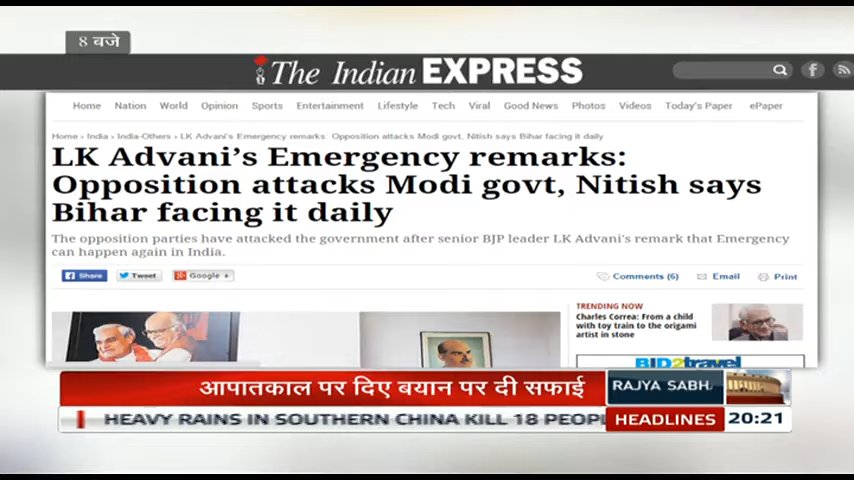 8 बजे
The Indian EXPRESS
Home Nation World Opinion Sports Entertainment Lifestyle Tech Viral Good News Photos Videos Today's Paper ePaper
Home › India › India-Others › LK Advani's Emergency remarks: Opposition attacks Modi govt, Nitish says Bihar facing it daily
LK Advani's Emergency remarks:
Opposition attacks Modi govt, Nitish says
Bihar facing it daily
The opposition parties have attacked the government after senior BJP leader LK Advani's remark that Emergency
can happen again in India.
Share Tweet Google + Comments (6) Email Print
TRENDING NOW
Charles Correa: From a child
with toy train to the origami
artist in stone
BID2travel
आपातकाल पर दिए बयान पर दी सफाई
RAJYA SABHA
HEAVY RAINS IN SOUTHERN CHINA KILL 18 PEOPL
HEADLINES 20:21